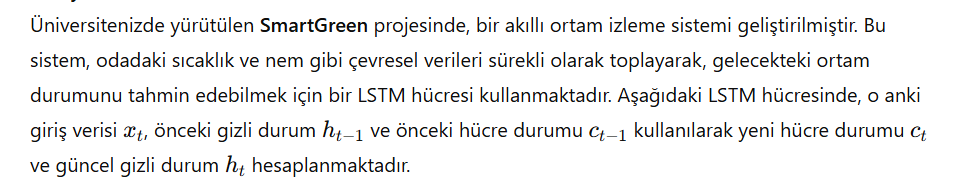 Üniversitenizde yürütülen SmartGreen projesinde, bir akıllı ortam izleme sistemi geliştirilmiştir. Bu
sistem, odadaki sıcaklık ve nem gibi çevresel verileri sürekli olarak toplayarak, gelecekteki ortam
durumunu tahmin edebilmek için bir LSTM hücresi kullanmaktadır. Aşağıdaki LSTM hücresinde, o anki
giriş verisi x_t, önceki gizli durum h_{t−1} ve önceki hücre durumu c_{t−1} kullanılarak yeni hücre durumu c_t
ve güncel gizli durum h_t hesaplanmaktadır.